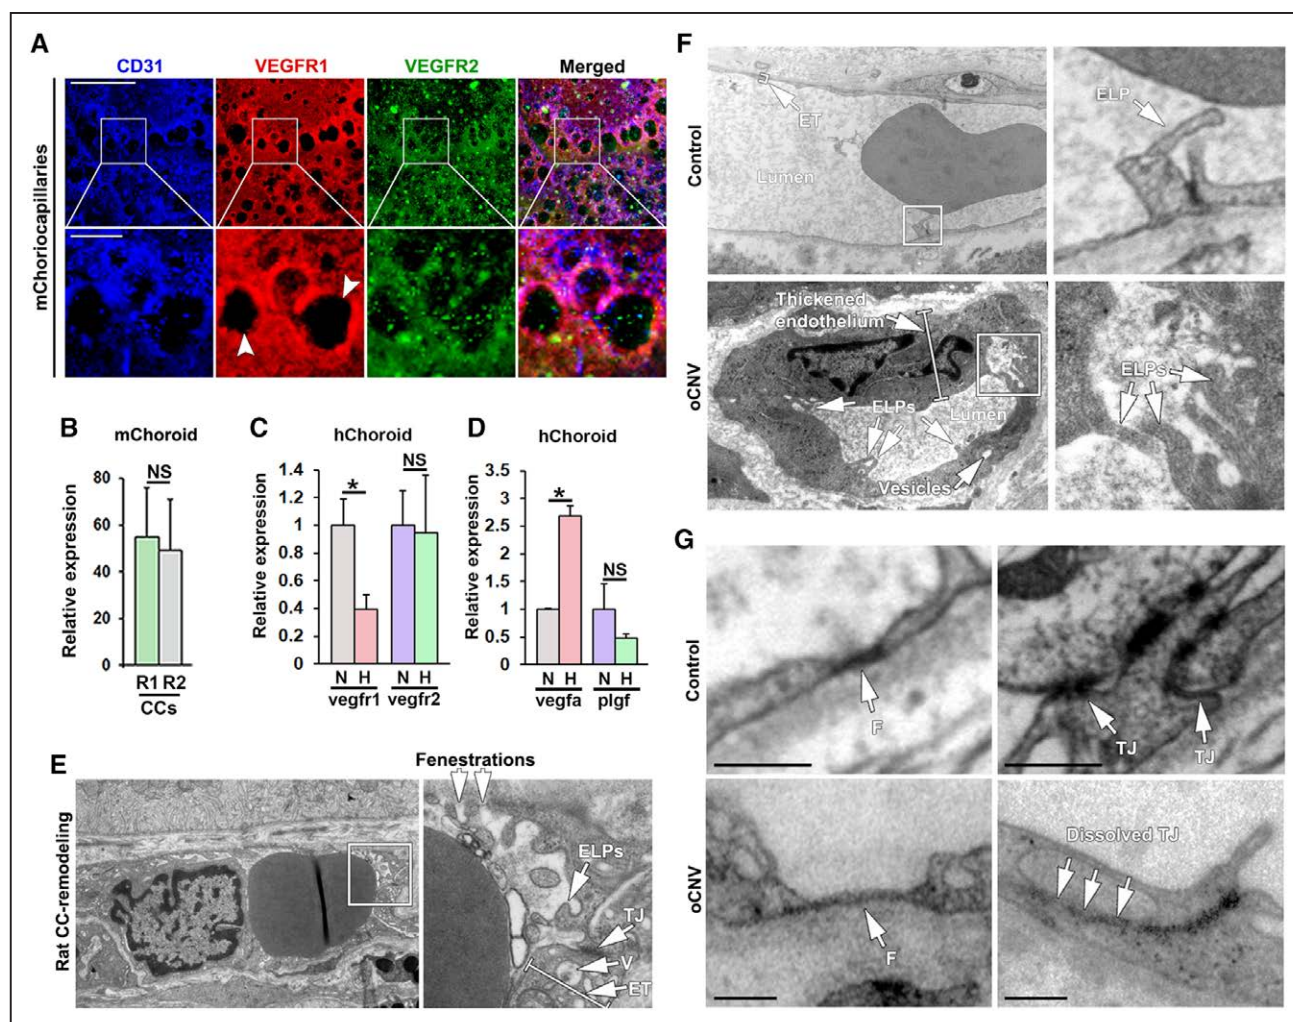 A
CD31
VEGFR1
VEGFR2
Merged
mChoriocapillaries
B
mChoroid
Relative expression
80
60
40
20
0
NS
R1 R2
CCs
C
hChoroid
Relative expression
1.4
1.2
1
0.8
0.6
0.4
0.2
0
*
NS
N H N H
vegfr1 vegfr2
D
hChoroid
Relative expression
3.5
3
2.5
2
1.5
1
0.5
0
*
NS
N H N H
vegfa plgf
E
Rat CC-remodeling
Fenestrations
ELPs
TJ
V
ET
F
Control
ET
Lumen
ELP
oCNV
Thickened
endothelium
ELPs
Lumen
Vesicles
ELPs
G
Control
F
TJ
TJ
oCNV
F
Dissolved TJ